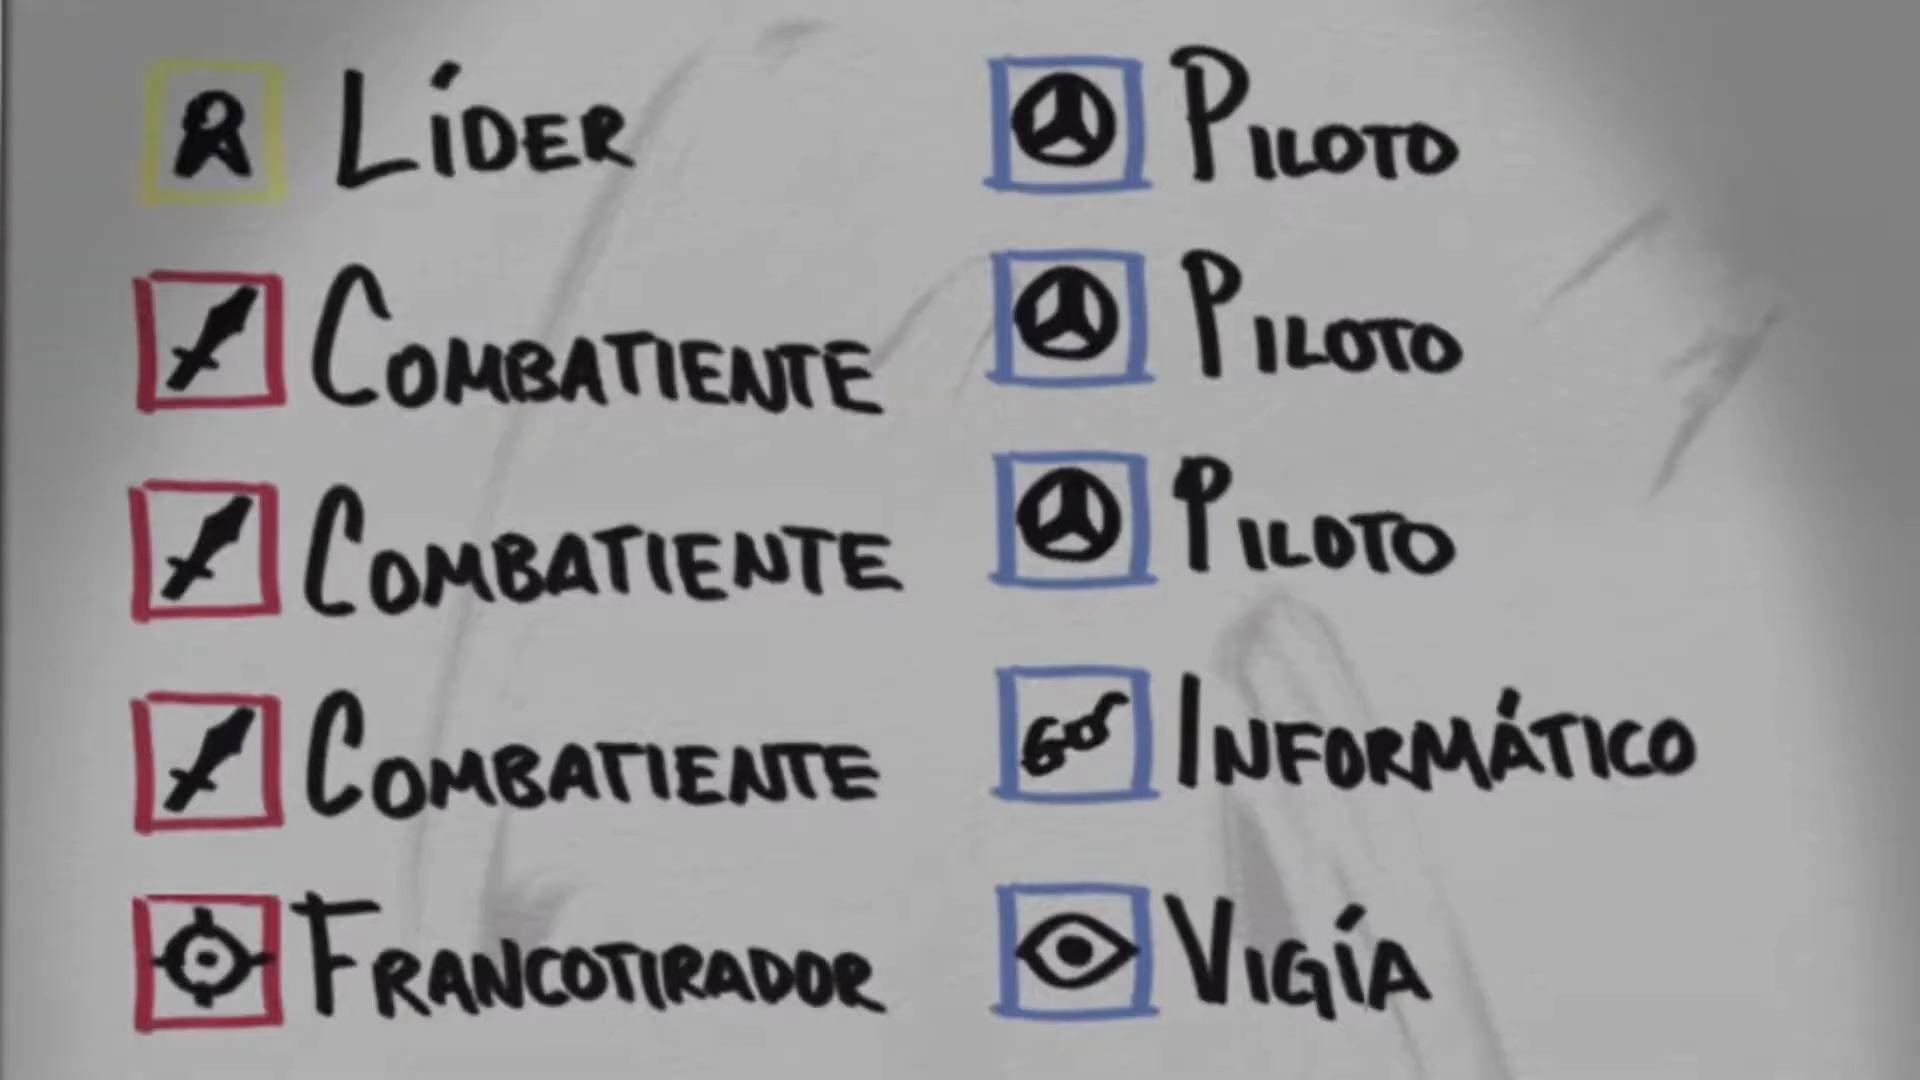 Líder
Combatiente
Combatiente
Combatiente
Francotirador
Piloto
Piloto
Piloto
Informático
Vigía